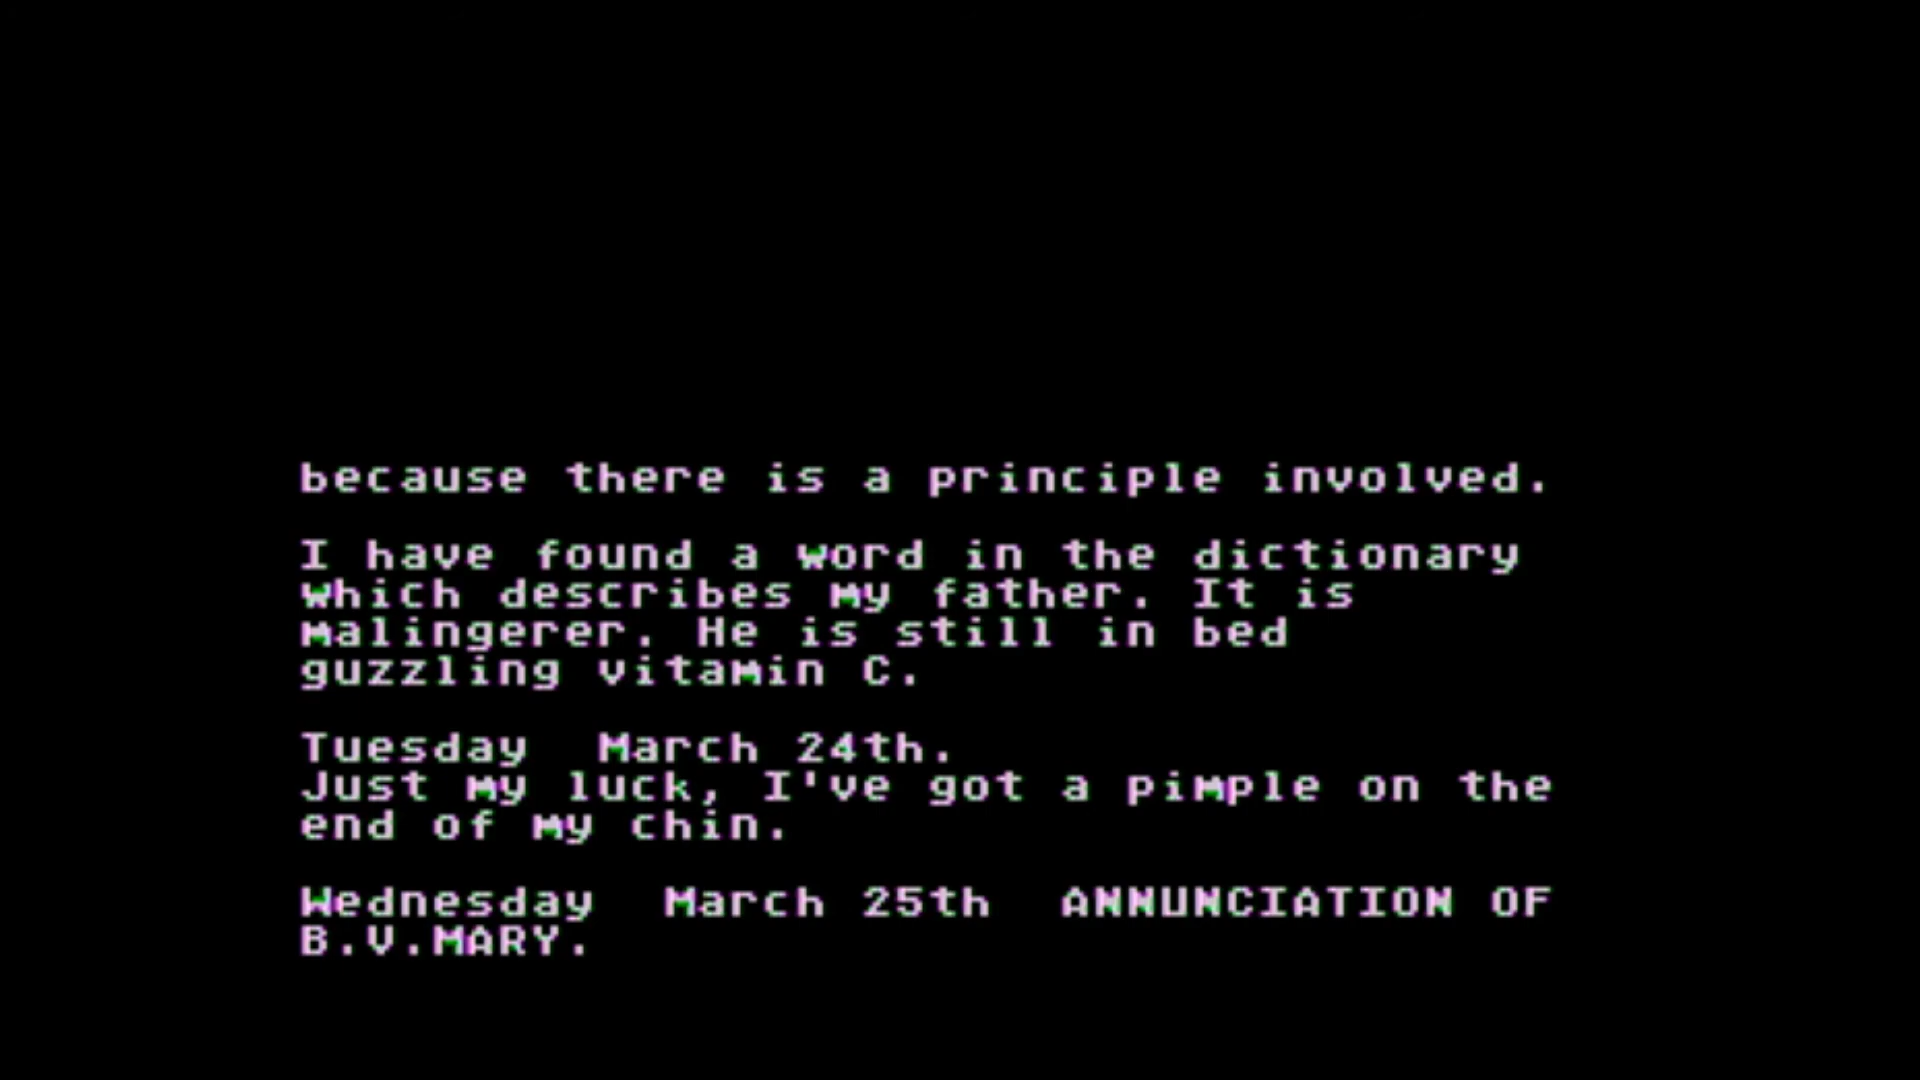 because there is a principle involved.
I have found a word in the dictionary
which describes my father. It is
malingerer. He is still in bed
guzzling vitamin C.
Tuesday  March 24th.
Just my luck, I've got a pimple on the
end of my chin.
Wednesday  March 25th  ANNUNCIATION OF
B.V.MARY.